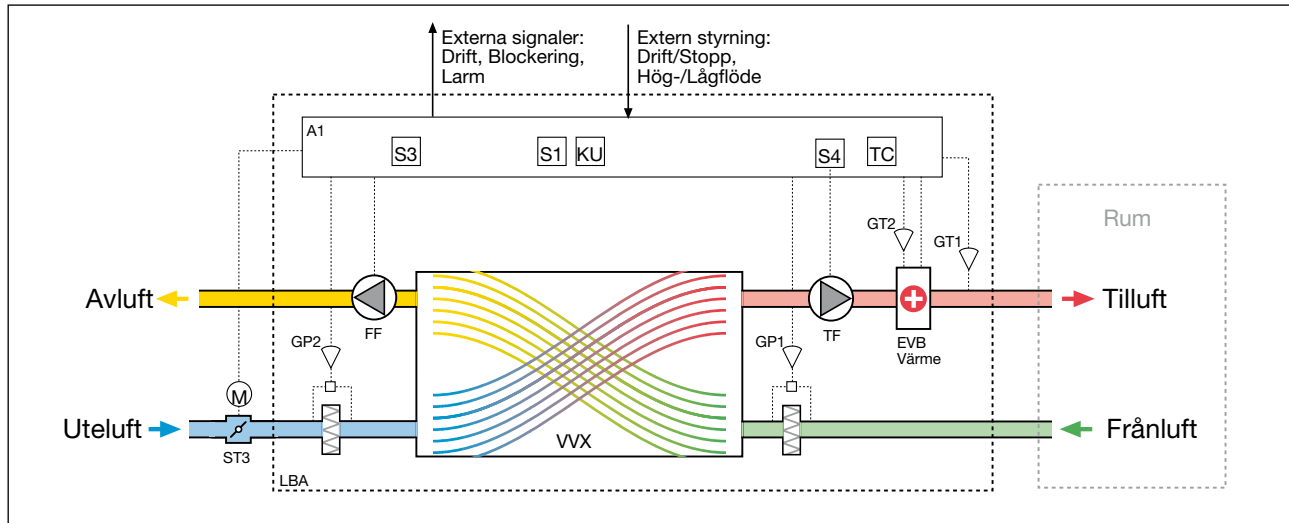 Externa signaler:
Drift, Blockering,
Larm
Extern styrning:
Drift/Stopp,
Hög-/Lågflöde
A1
S3
S1
KU
S4
TC
GT2
GT1
Rum
Avluft
FF
TF
EVB
Värme
Tilluft
GP2
GP1
M
Uteluft
ST3
VVX
Frånluft
LBA